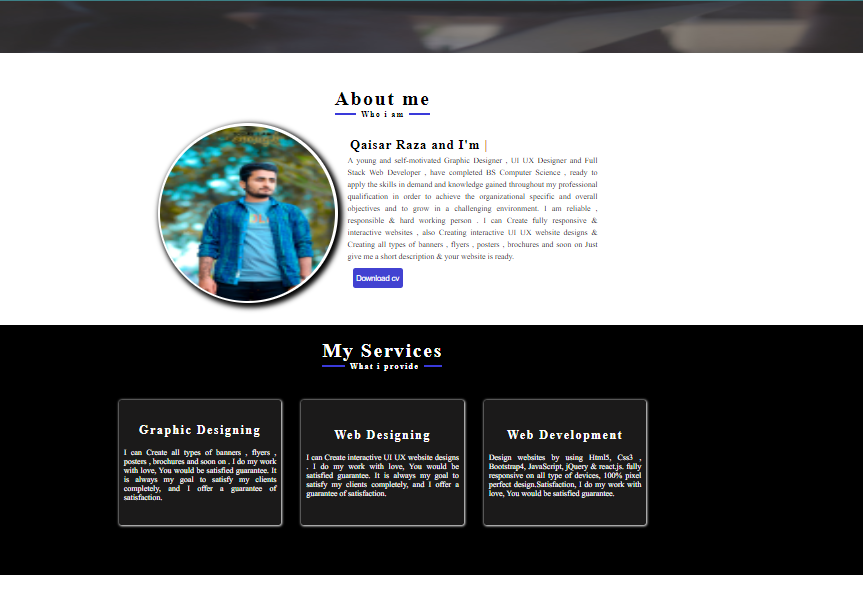 About me
Who i am
Qaisar Raza and I'm |
A young and self-motivated Graphic Designer , UI UX Designer and Full
Stack Web Developer , have completed BS Computer Science , ready to
apply the skills in demand and knowledge gained throughout my professional
qualification in order to achieve the organizational specific and overall
objectives and to grow in a challenging environment. I am reliable ,
responsible & hard working person . I can Create fully responsive &
interactive websites , also Creating interactive UI UX website designs &
Creating all types of banners , flyers , posters , brochures and soon on Just
give me a short description & your website is ready.
Download cv
My Services
What i provide
Graphic Designing
I can Create all types of banners , flyers ,
posters , brochures and soon on . I do my work
with love, You would be satisfied guarantee. It
is always my goal to satisfy my clients
completely, and I offer a guarantee of
satisfaction.
Web Designing
I can Create interactive UI UX website designs
. I do my work with love, You would be
satisfied guarantee. It is always my goal to
satisfy my clients completely, and I offer a
guarantee of satisfaction.
Web Development
Design websites by using Html5, Css3 ,
Bootstrap4, JavaScript, jQuery & react.js. fully
responsive on all type of devices, 100% pixel
perfect design.Satisfaction, I do my work with
love, You would be satisfied guarantee.